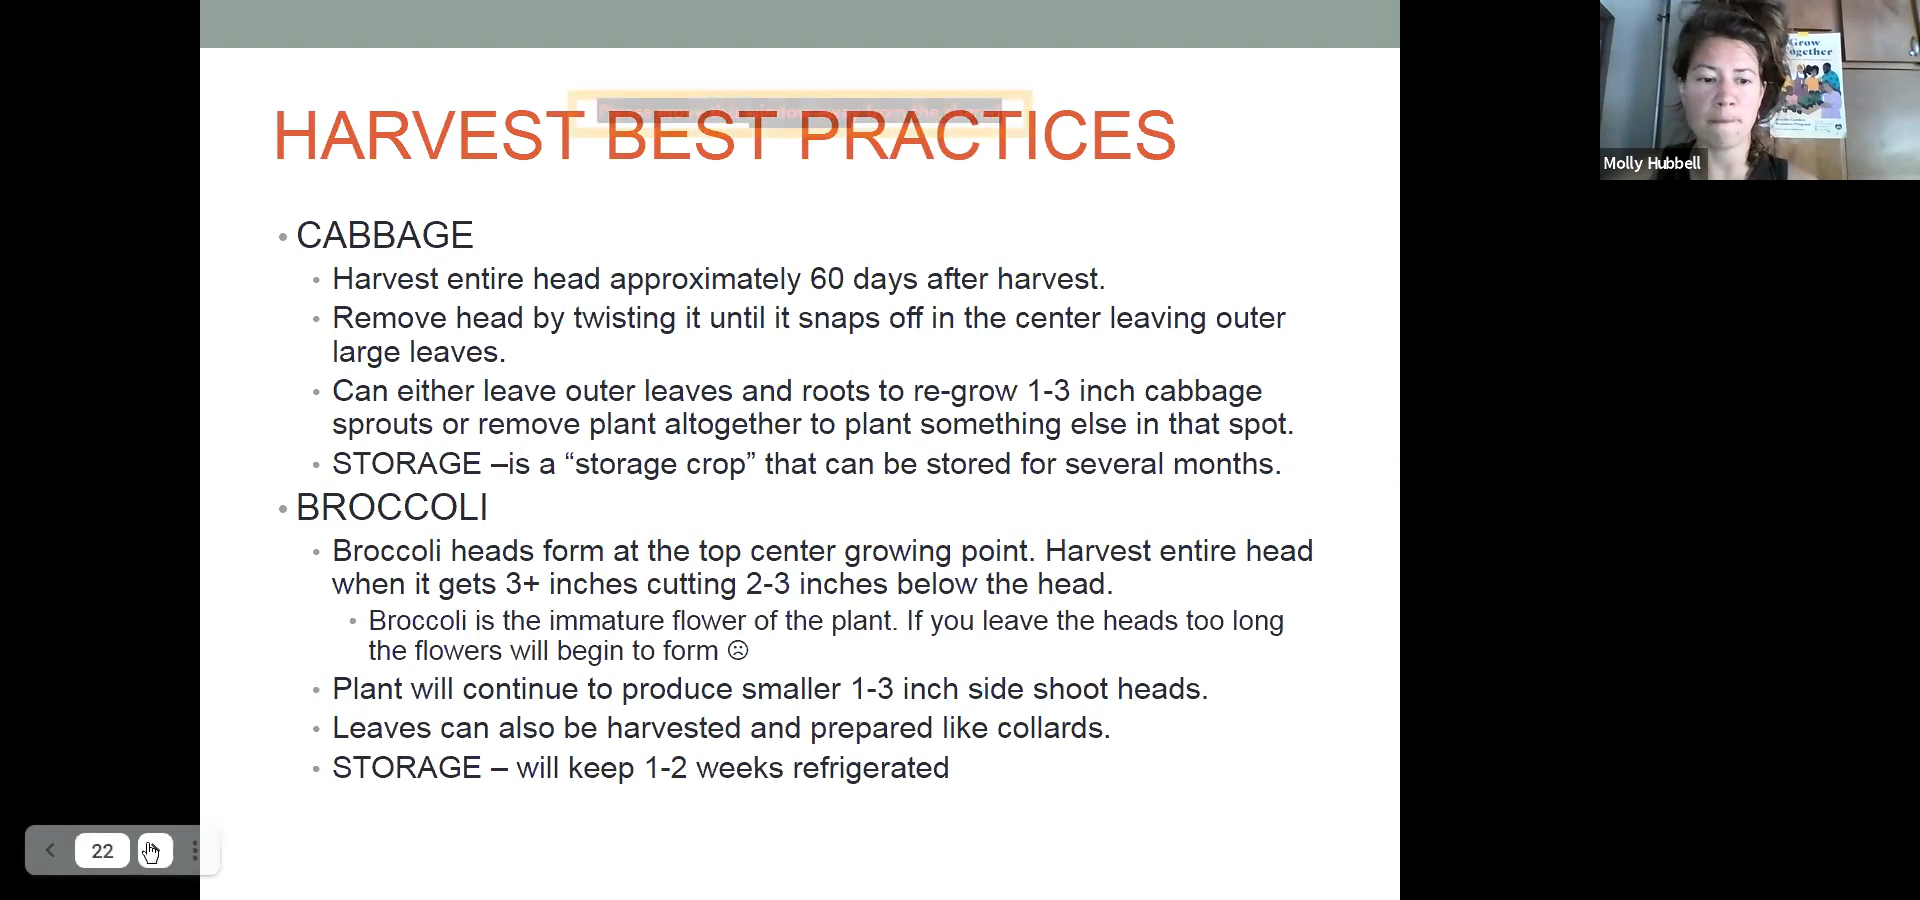 HARVEST BEST PRACTICES
• CABBAGE
• Harvest entire head approximately 60 days after harvest.
• Remove head by twisting it until it snaps off in the center leaving outer
large leaves.
• Can either leave outer leaves and roots to re-grow 1-3 inch cabbage
sprouts or remove plant altogether to plant something else in that spot.
• STORAGE –is a “storage crop” that can be stored for several months.
• BROCCOLI
• Broccoli heads form at the top center growing point. Harvest entire head
when it gets 3+ inches cutting 2-3 inches below the head.
• Broccoli is the immature flower of the plant. If you leave the heads too long
the flowers will begin to form ☹
• Plant will continue to produce smaller 1-3 inch side shoot heads.
• Leaves can also be harvested and prepared like collards.
• STORAGE – will keep 1-2 weeks refrigerated
22
Grow
Together
Molly Hubbell